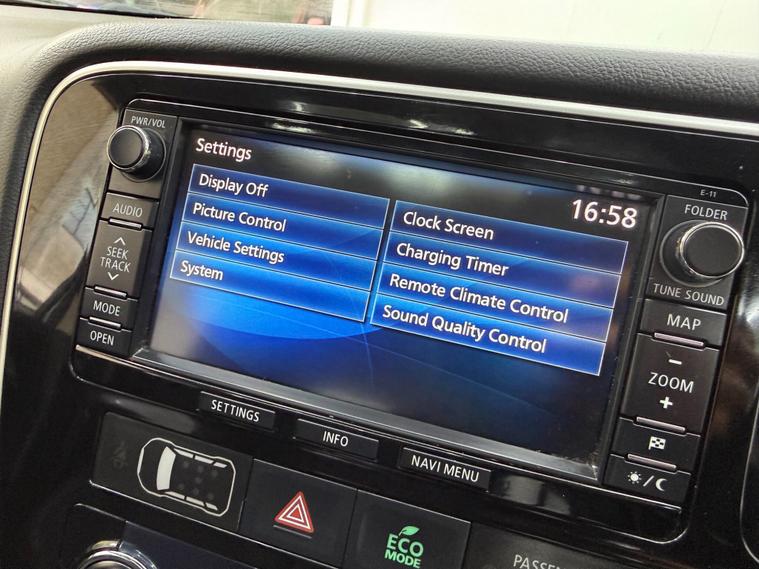 PWR/VOL
AUDIO
SEEK
TRACK
MODE
OPEN
Settings
16:58
Display Off
Picture Control
Vehicle Settings
System
Clock Screen
Charging Timer
Remote Climate Control
Sound Quality Control
E-11
FOLDER
TUNE SOUND
MAP
−
ZOOM
+
SETTINGS
INFO
NAVI MENU
ECO
MODE
PASSEN